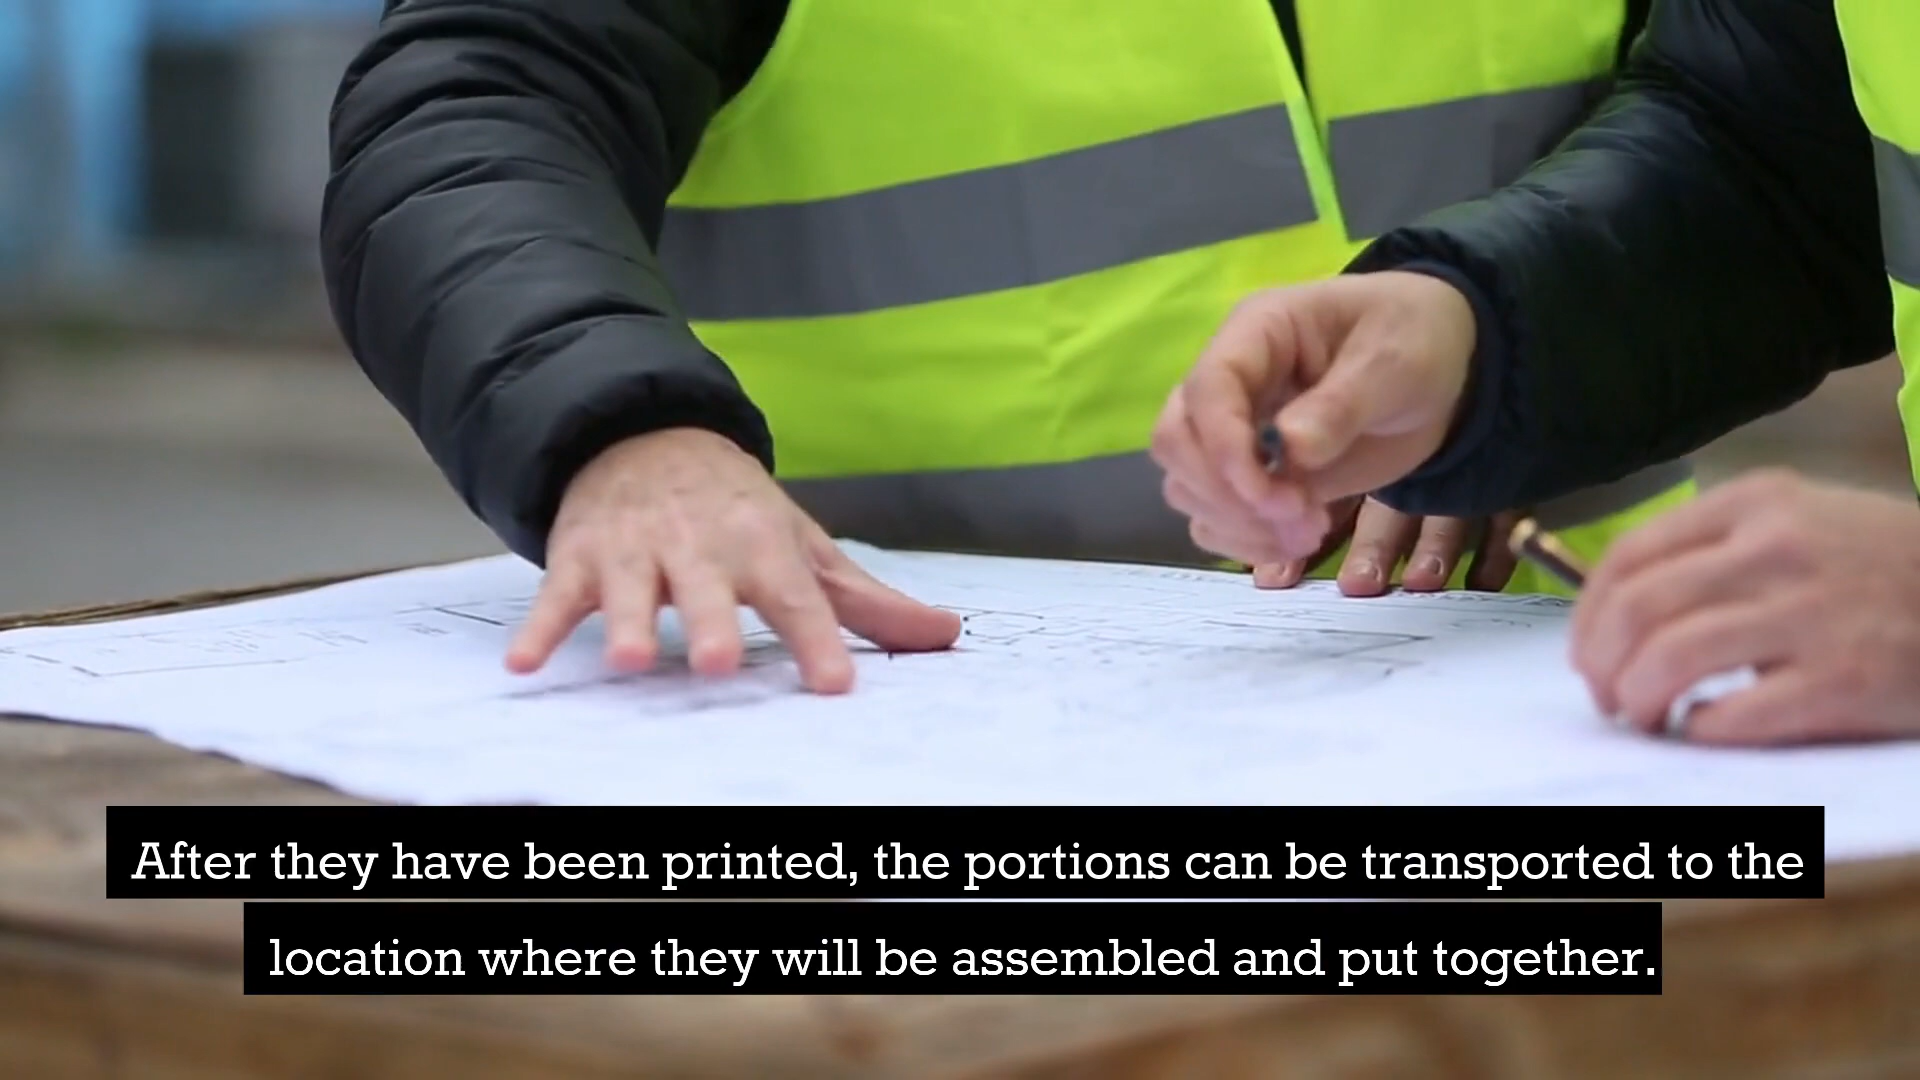 After they have been printed, the portions can be transported to the
location where they will be assembled and put together.